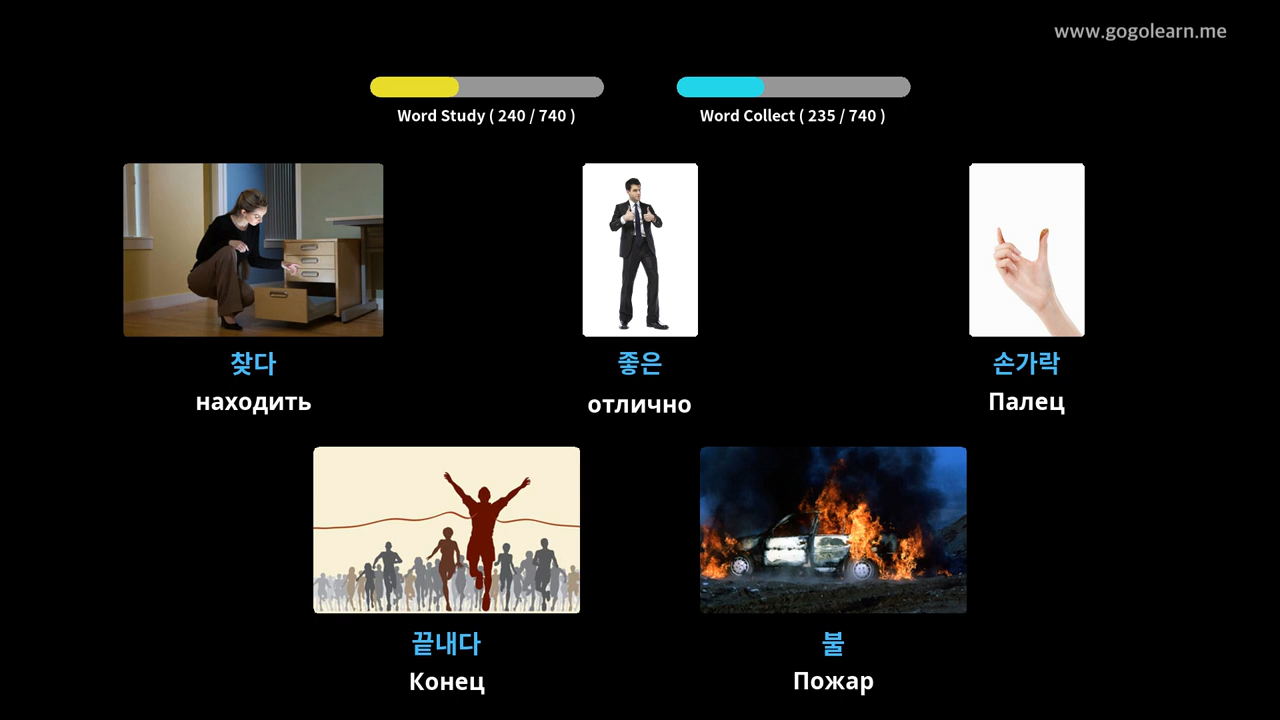 www.gogolearn.me
Word Study ( 240 / 740 )
Word Collect ( 235 / 740 )
찾다
находить
좋은
отлично
손가락
Палец
끝내다
Конец
불
Пожар